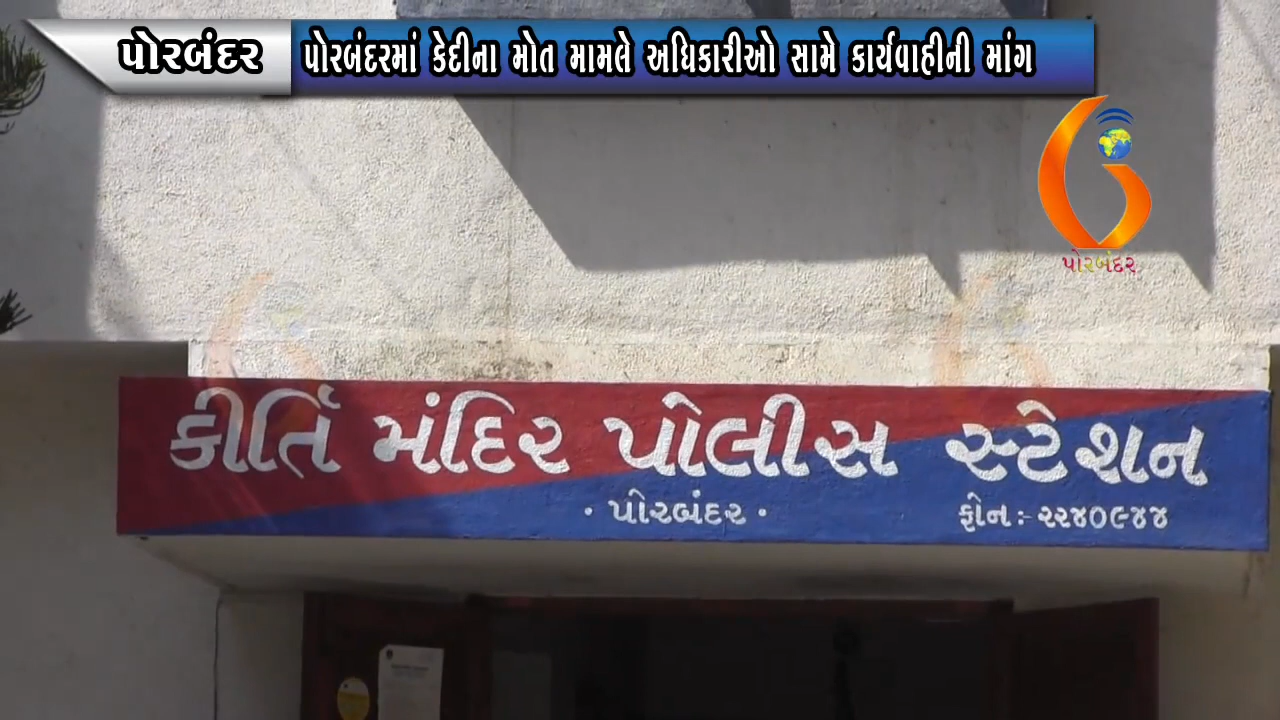 પોરબંદર
પોરબંદરમાં કેદીના મોત મામલે અધિકારીઓ સામે કાર્યવાહીની માંગ
પોરબંદર
કીર્તિ મંદિર પોલીસ સ્ટેશન
· પોરબંદર ·
ફોન :- ૨૨૪૦૯૪૪